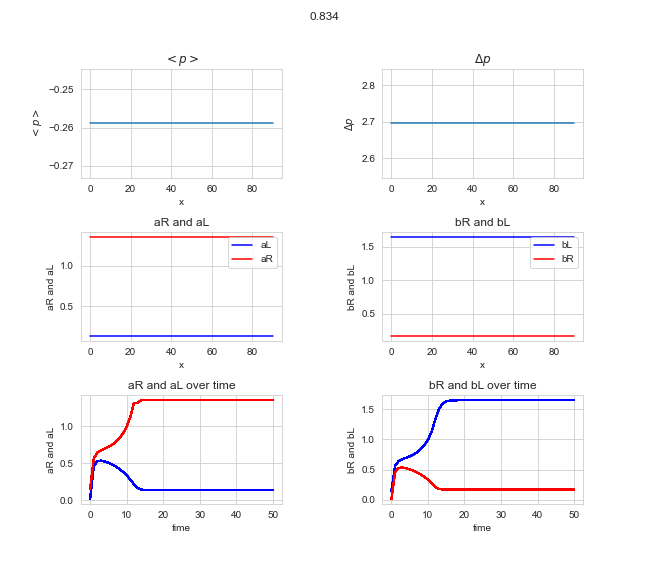 0.834
< p >
Δp
−0.25
−0.26
−0.27
< p >
0
20
40
60
80
x
2.8
2.7
2.6
Δp
0
20
40
60
80
x
aR and aL
1.0
0.5
aR and aL
aL
aR
0
20
40
60
80
x
bR and bL
1.5
1.0
0.5
bR and bL
bL
bR
0
20
40
60
80
x
aR and aL over time
1.0
0.5
0.0
aR and aL
0
10
20
30
40
50
time
bR and bL over time
1.5
1.0
0.5
0.0
bR and bL
0
10
20
30
40
50
time